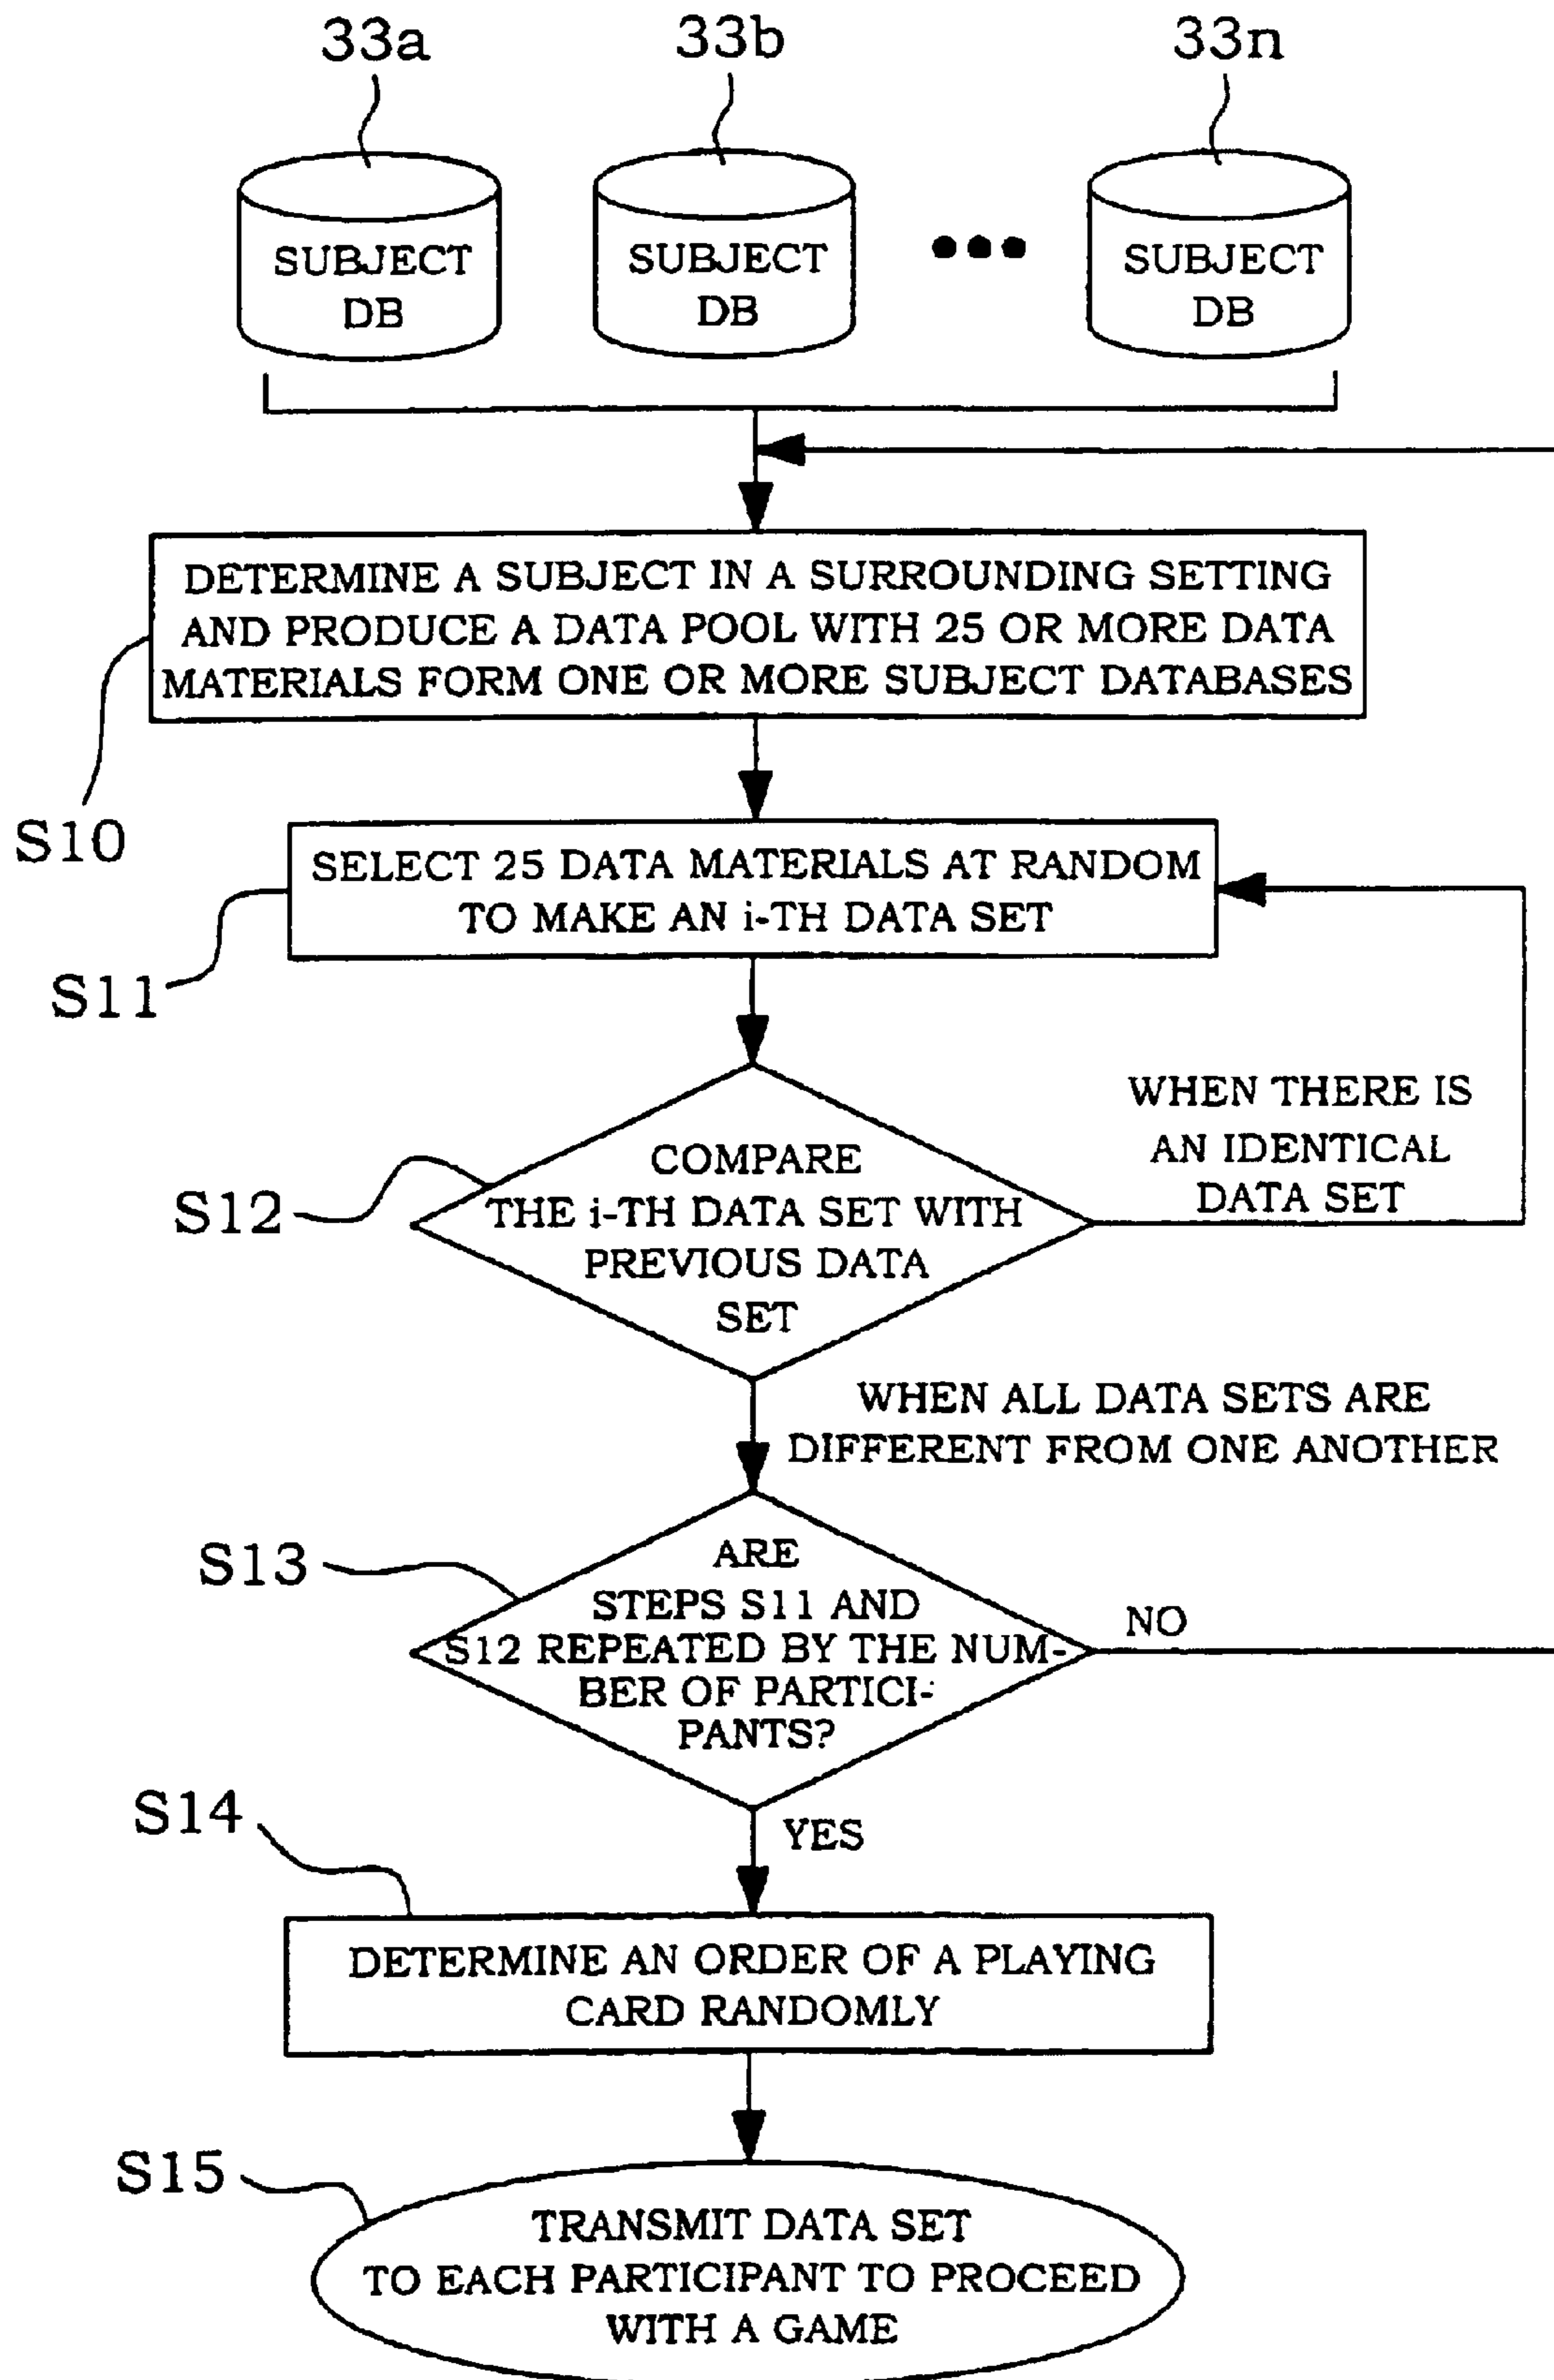 33a
33b
33n
SUBJECT
DB
SUBJECT
DB
SUBJECT
DB
DETERMINE A SUBJECT IN A SURROUNDING SETTING
AND PRODUCE A DATA POOL WITH 25 OR MORE DATA
MATERIALS FORM ONE OR MORE SUBJECT DATABASES
S10
SELECT 25 DATA MATERIALS AT RANDOM
TO MAKE AN i-TH DATA SET
S11
WHEN THERE IS
AN IDENTICAL
DATA SET
COMPARE
THE i-TH DATA SET WITH
PREVIOUS DATA
SET
S12
WHEN ALL DATA SETS ARE
DIFFERENT FROM ONE ANOTHER
S13
ARE
STEPS S11 AND
S12 REPEATED BY THE NUM-
BER OF PARTICI-
PANTS?
NO
YES
S14
DETERMINE AN ORDER OF A PLAYING
CARD RANDOMLY
S15
TRANSMIT DATA SET
TO EACH PARTICIPANT TO PROCEED
WITH A GAME